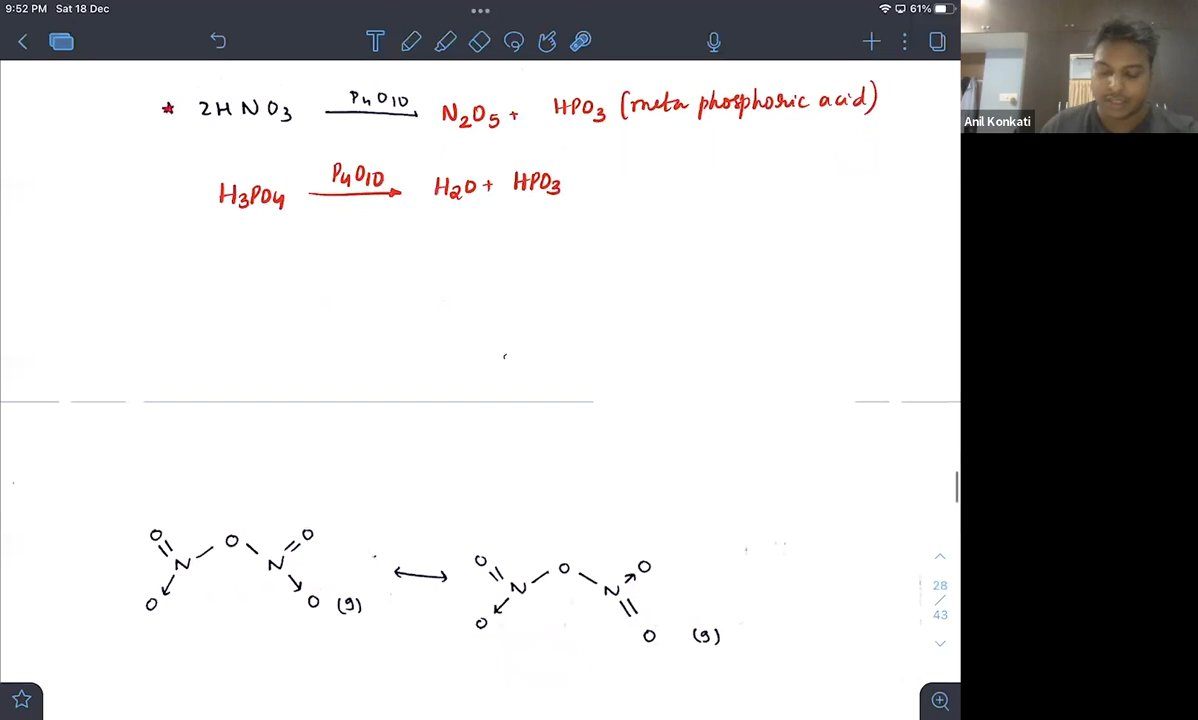 9:52 PM Sat 18 Dec
61%
T
Anil Konkati
★ 2HNO3 P4O10 N2O5 + HPO3 (meta phosphoric acid)
H3PO4 P4O10 H2O + HPO3
O O O O
N N
O O (g)
O O O
N N
O O (g)
28
/
43